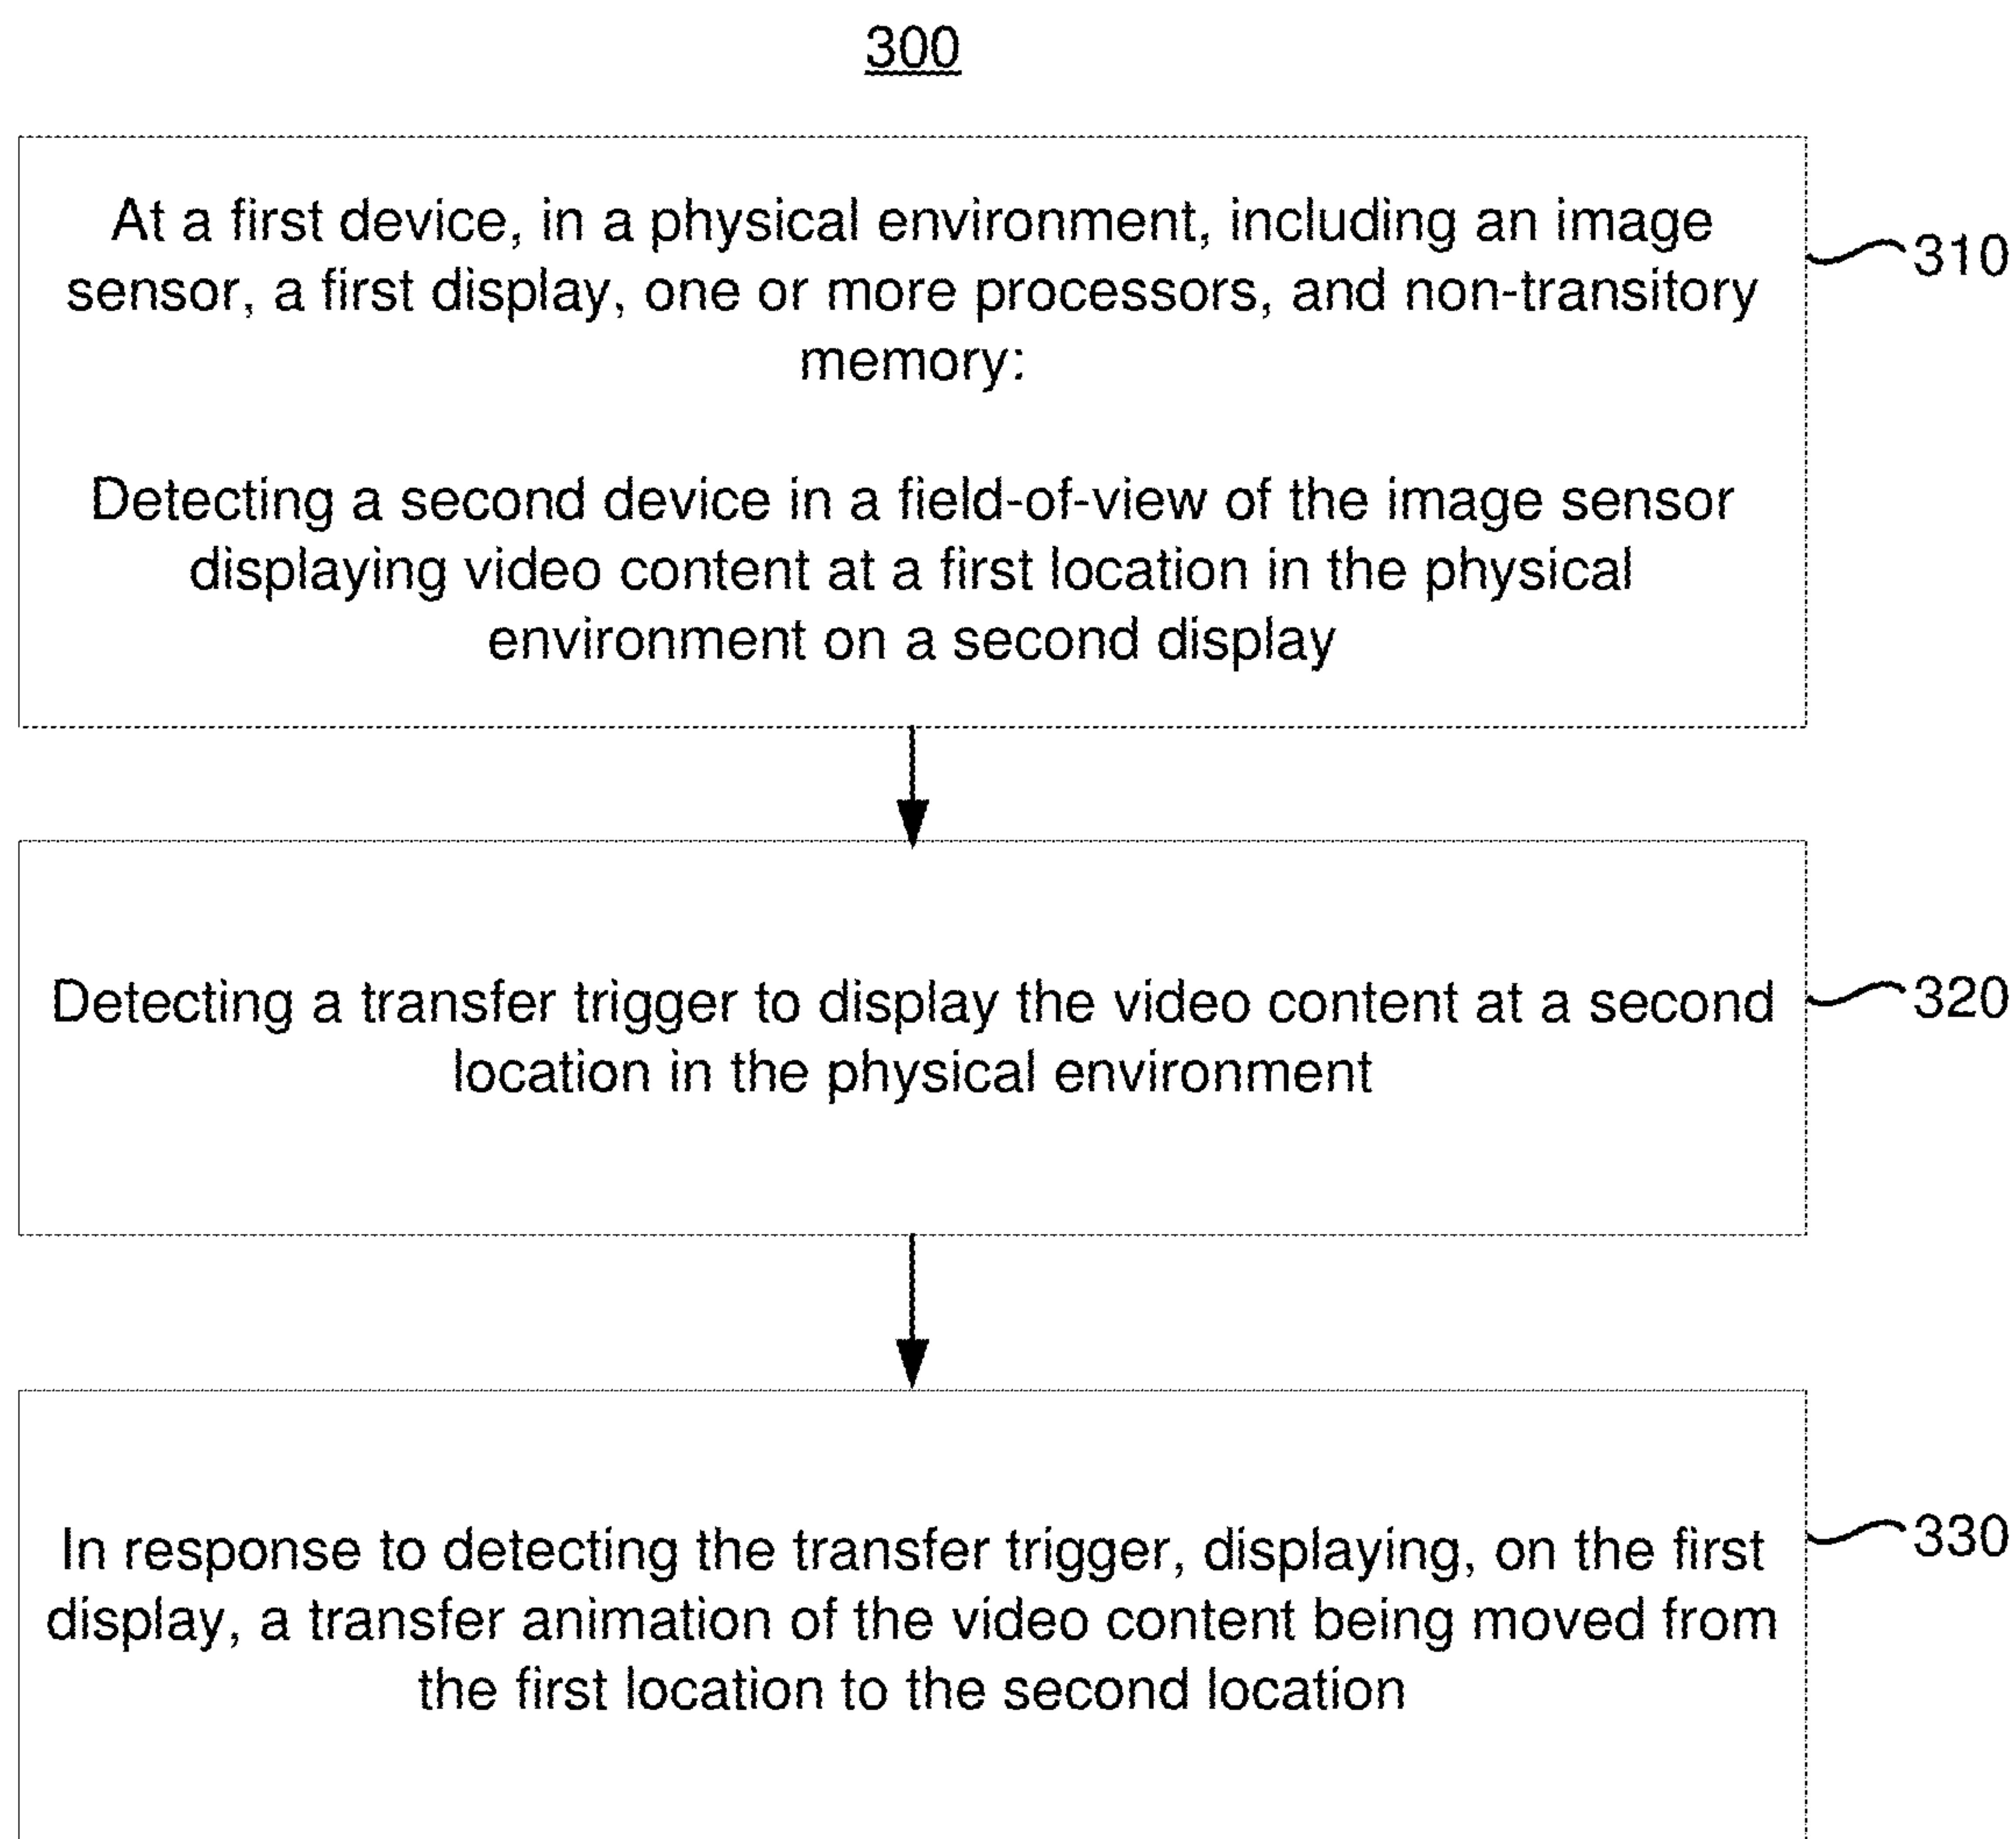 300
At a first device, in a physical environment, including an image
sensor, a first display, one or more processors, and non-transitory
memory:
Detecting a second device in a field-of-view of the image sensor
displaying video content at a first location in the physical
environment on a second display
310
Detecting a transfer trigger to display the video content at a second
location in the physical environment
320
In response to detecting the transfer trigger, displaying, on the first
display, a transfer animation of the video content being moved from
the first location to the second location
330